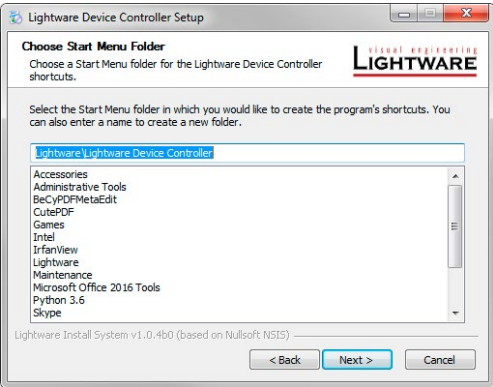 Lightware Device Controller Setup
Choose Start Menu Folder
Choose a Start Menu folder for the Lightware Device Controller
shortcuts.
visual engineering
LIGHTWARE
Select the Start Menu folder in which you would like to create the program's shortcuts. You
can also enter a name to create a new folder.
Lightware\Lightware Device Controller
Accessories
Administrative Tools
BeCyPDFMetaEdit
CutePDF
Games
Intel
IrfanView
Lightware
Maintenance
Microsoft Office 2016 Tools
Python 3.6
Skype
Lightware Install System v1.0.4b0 (based on Nullsoft NSIS)
< Back
Next >
Cancel